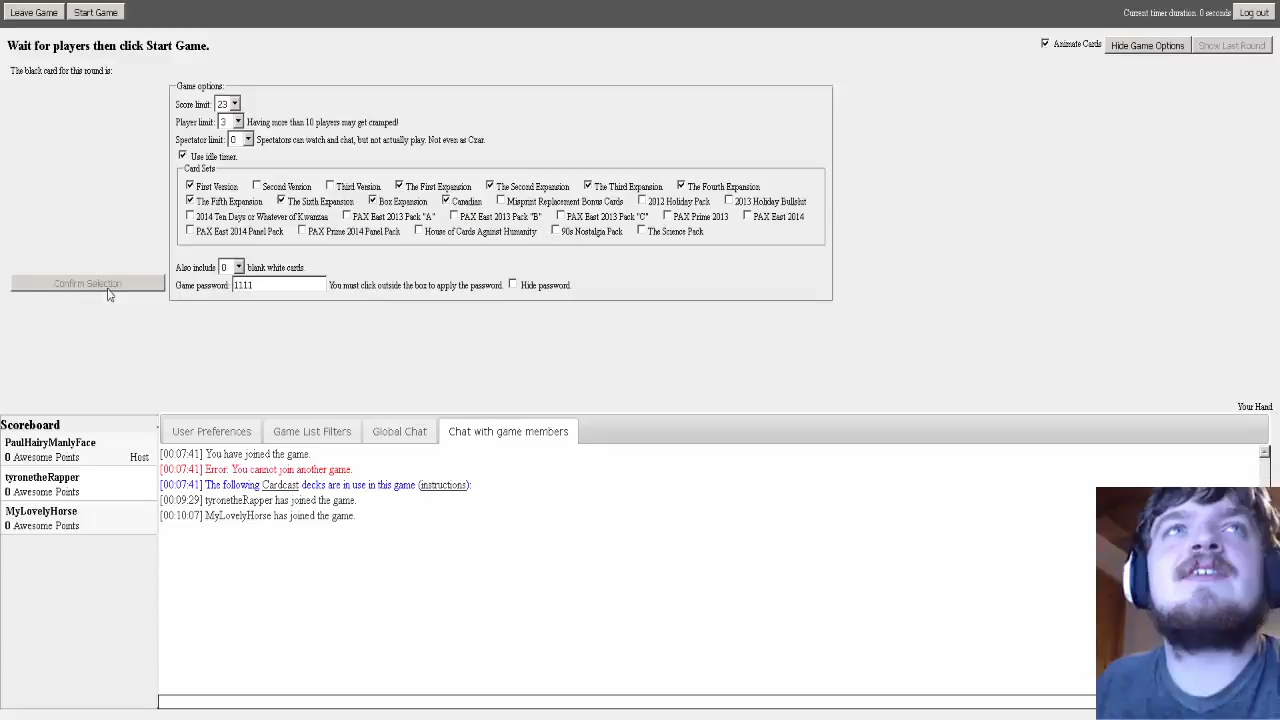 Leave Game Start Game Current timer duration: 0 seconds Log out
Wait for players then click Start Game. Animate Cards Hide Game Options Show Last Round
The black card for this round is:
Game options:
Score limit: 23
Player limit: 3 Having more than 10 players may get cramped!
Spectator limit: 0 Spectators can watch and chat, but not actually play. Not even as Czar.
Use idle timer.
Card Sets
First Version Second Version Third Version The First Expansion The Second Expansion The Third Expansion The Fourth Expansion
The Fifth Expansion The Sixth Expansion Box Expansion Canadian Misprint Replacement Bonus Cards 2012 Holiday Pack 2013 Holiday Bullshit
2014 Ten Days or Whatever of Kwanzaa PAX East 2013 Pack "A" PAX East 2013 Pack "B" PAX East 2013 Pack "C" PAX Prime 2013 PAX East 2014
PAX East 2014 Panel Pack PAX Prime 2014 Panel Pack House of Cards Against Humanity 90s Nostalgia Pack The Science Pack
Also include 0 blank white cards.
Confirm Selection
Game password: 1111 You must click outside the box to apply the password. Hide password.
Your Hand
Scoreboard
PaulHairyManlyFace
0 Awesome Points Host
tyronetheRapper
0 Awesome Points
MyLovelyHorse
0 Awesome Points
User Preferences Game List Filters Global Chat Chat with game members
[00:07:41] You have joined the game.
[00:07:41] Error: You cannot join another game.
[00:07:41] The following Cardcast decks are in use in this game (instructions):
[00:09:29] tyronetheRapper has joined the game.
[00:10:07] MyLovelyHorse has joined the game.